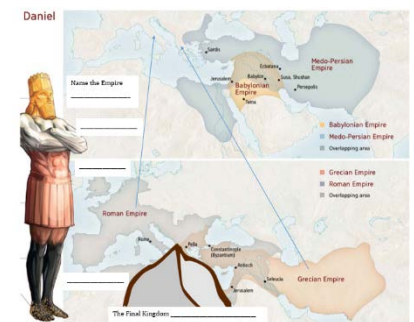 Daniel
Name the Empire
Sardis
Ecbatana
Medo-Persian
Empire
Jerusalem
Babylon
Susa, Shushan
Babylonian
Empire
Persepolis
Tema
Babylonian Empire
Medo-Persian Empire
Overlapping area
Grecian Empire
Roman Empire
Overlapping area
Roman Empire
Rome
Pella
Constantinople
(Byzantium)
Antioch
Seleucia
Grecian Empire
Jerusalem
The Final Kingdom